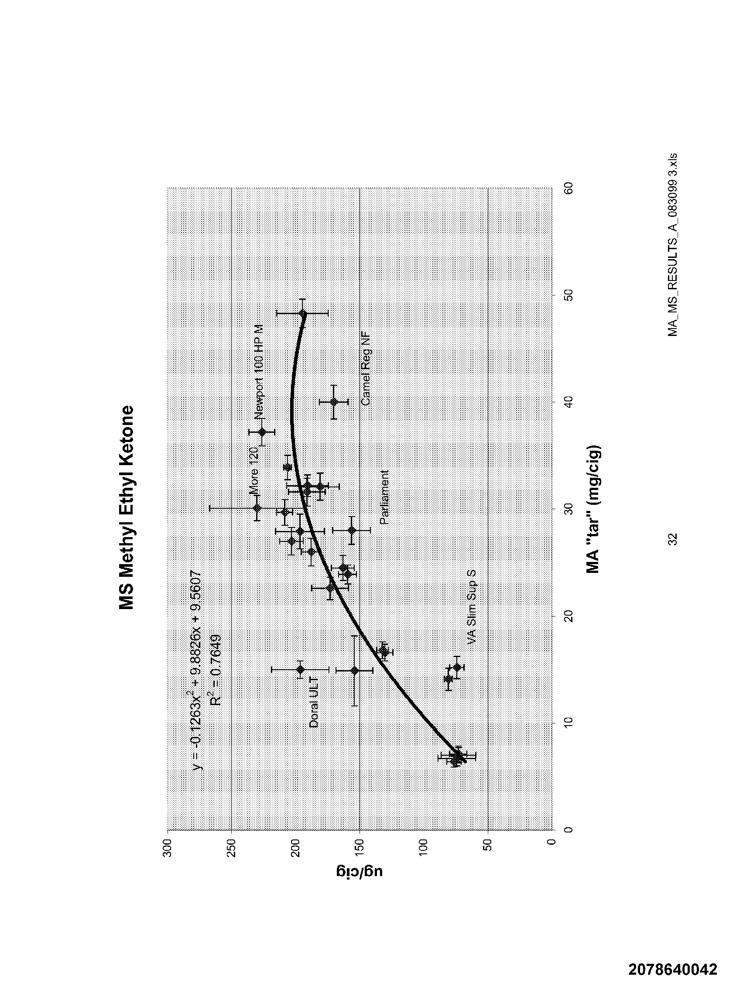 MS Methyl Ethyl Ketone
y = -0.1263x² + 9.8826x + 9.5607
R² = 0.7649
300
250
200
150
100
50
0
ug/cig
More 120
Newport 100 HP M
Camel Reg NF
Parliament
Doral ULT
VA Slim Sup S
0
10
20
30
40
50
60
MA "tar" (mg/cig)
32
MA_MS_RESULTS_A_083099 3.xls
2078640042